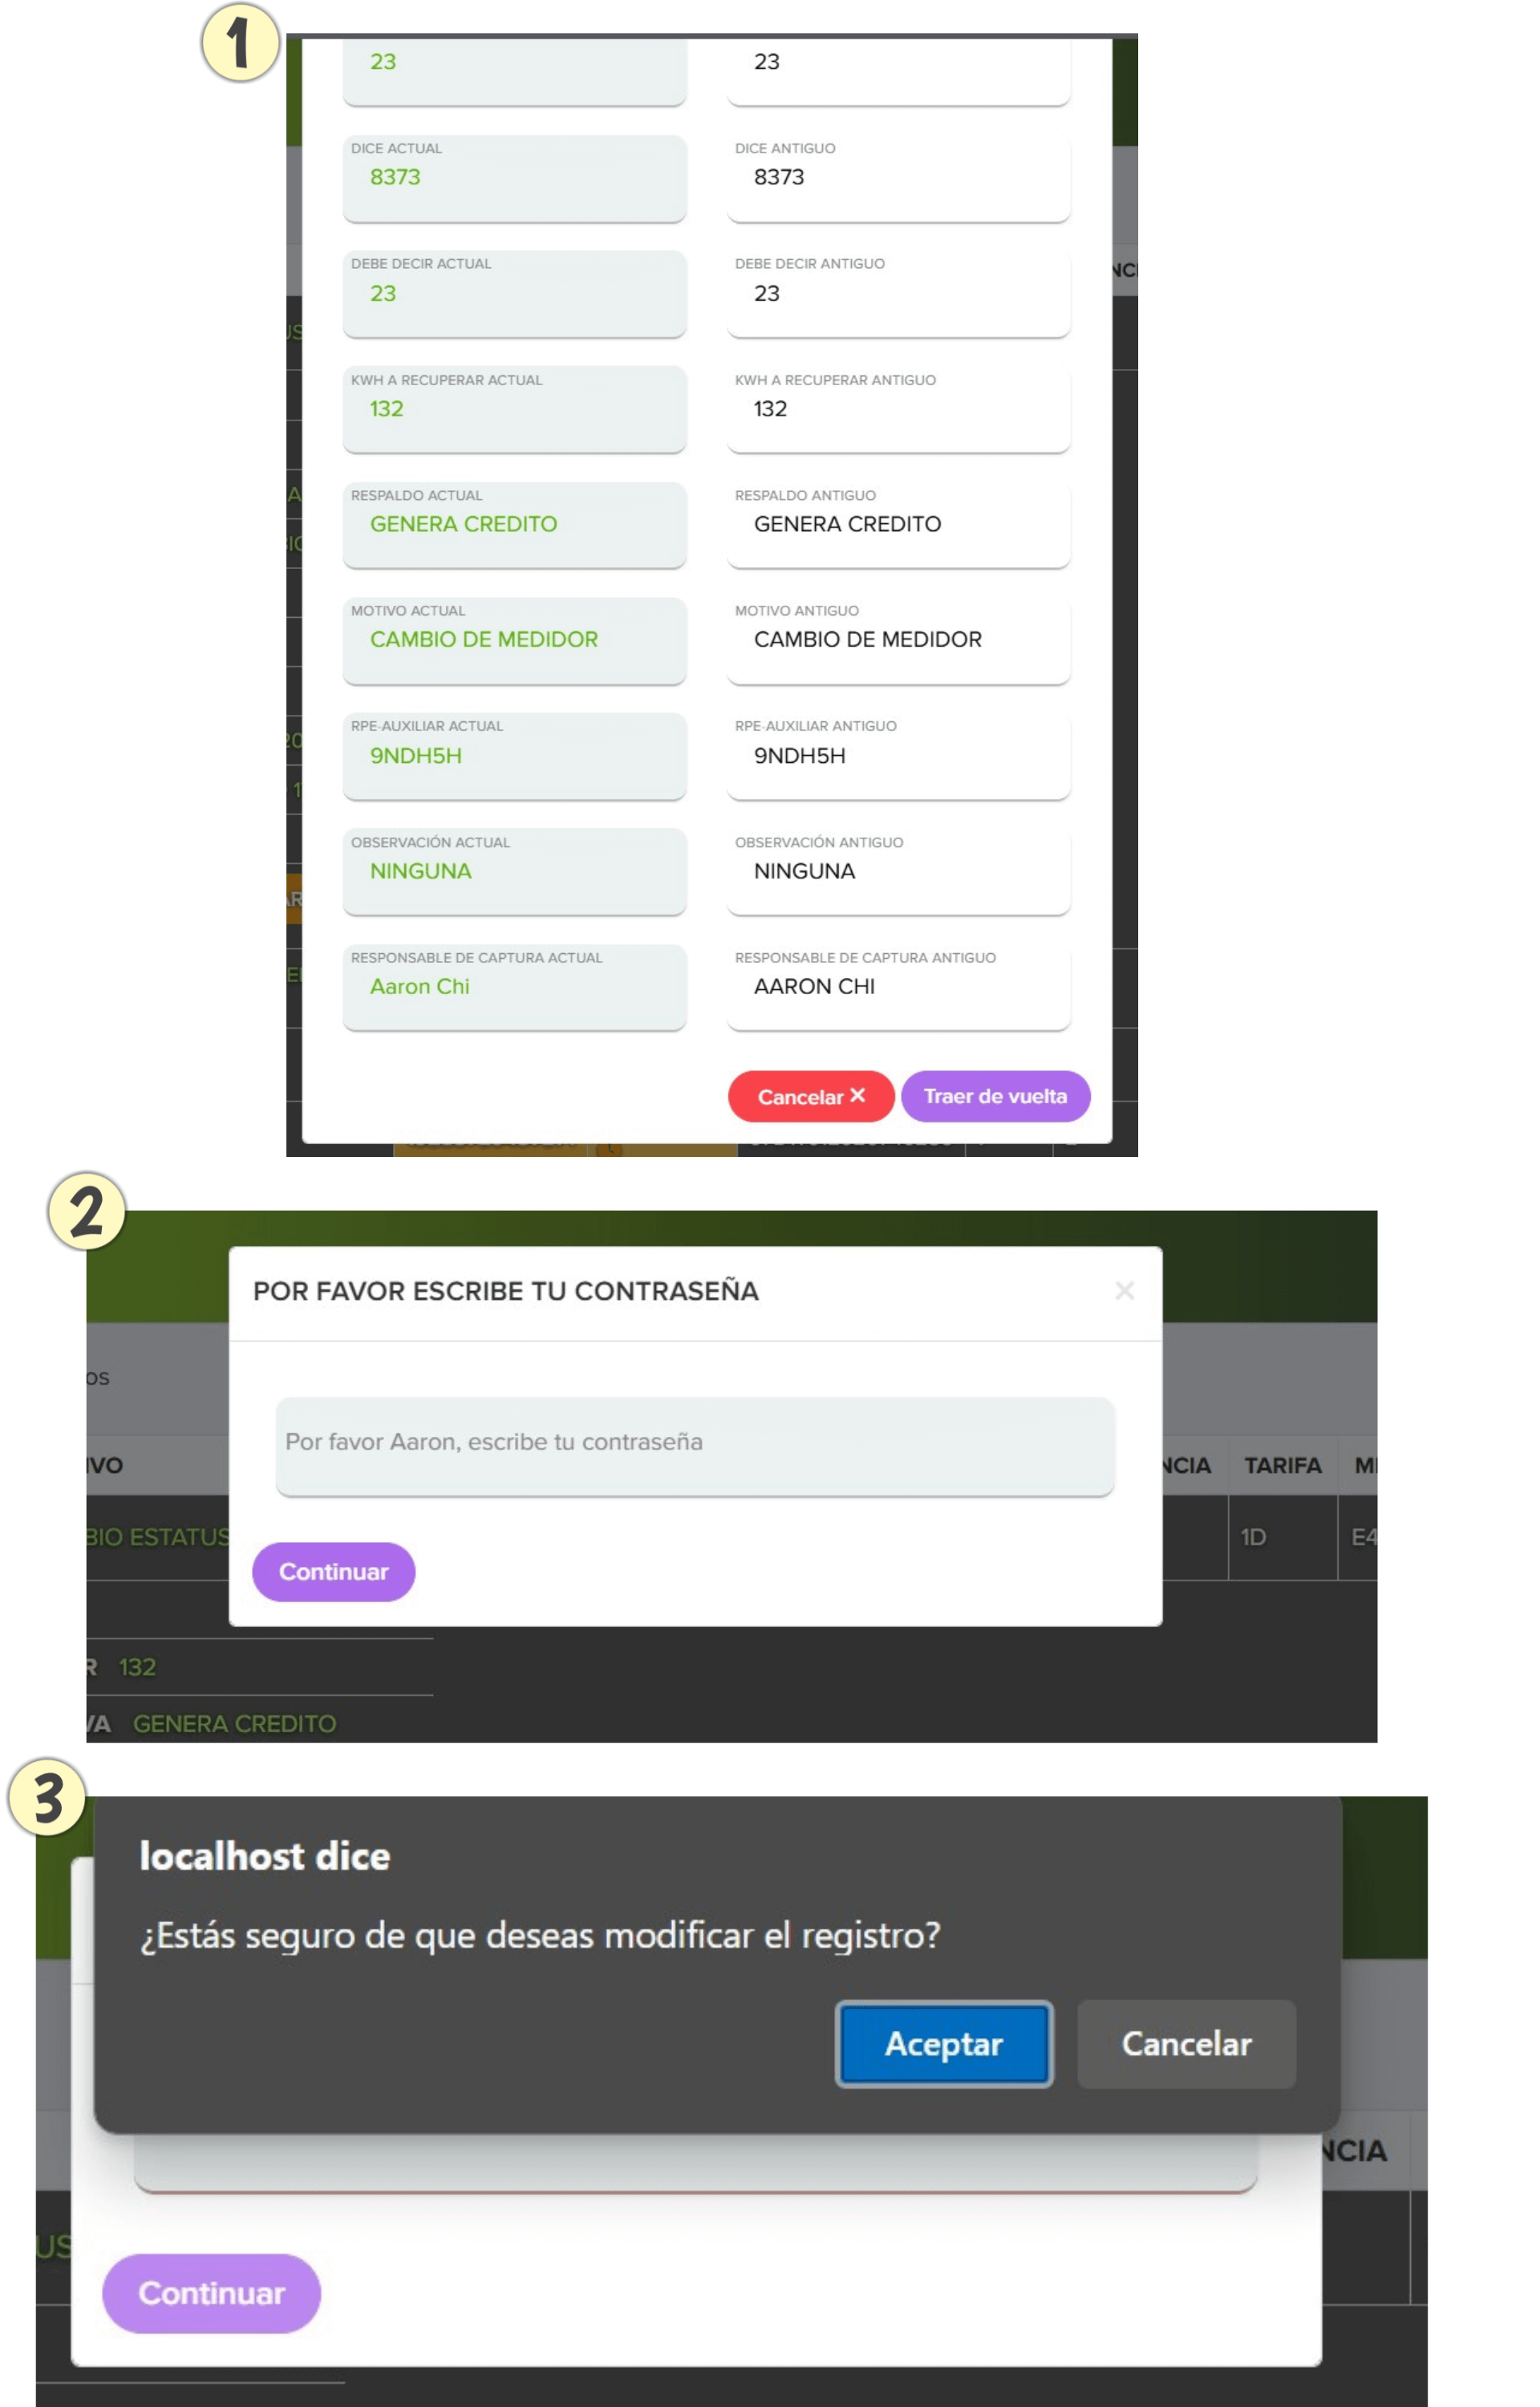 1
23 23
DICE ACTUAL DICE ANTIGUO
8373 8373
NCI
DEBE DECIR ACTUAL DEBE DECIR ANTIGUO
23 23
US
KWH A RECUPERAR ACTUAL KWH A RECUPERAR ANTIGUO
132 132
A RESPALDO ACTUAL RESPALDO ANTIGUO
GENERA CREDITO GENERA CREDITO
IO
MOTIVO ACTUAL MOTIVO ANTIGUO
CAMBIO DE MEDIDOR CAMBIO DE MEDIDOR
RPE-AUXILIAR ACTUAL RPE-AUXILIAR ANTIGUO
20
9NDH5H 9NDH5H
1
OBSERVACIÓN ACTUAL OBSERVACIÓN ANTIGUO
NINGUNA NINGUNA
AR
RESPONSABLE DE CAPTURA ACTUAL RESPONSABLE DE CAPTURA ANTIGUO
Aaron Chi AARON CHI
Cancelar × Traer de vuelta
2
POR FAVOR ESCRIBE TU CONTRASEÑA ×
os
Por favor Aaron, escribe tu contraseña
IVO NCIA TARIFA M
BIO ESTATUS 1D E4
Continuar
R 132
VA GENERA CREDITO
3
localhost dice
¿Estás seguro de que deseas modificar el registro?
Aceptar Cancelar
NCIA
US
Continuar